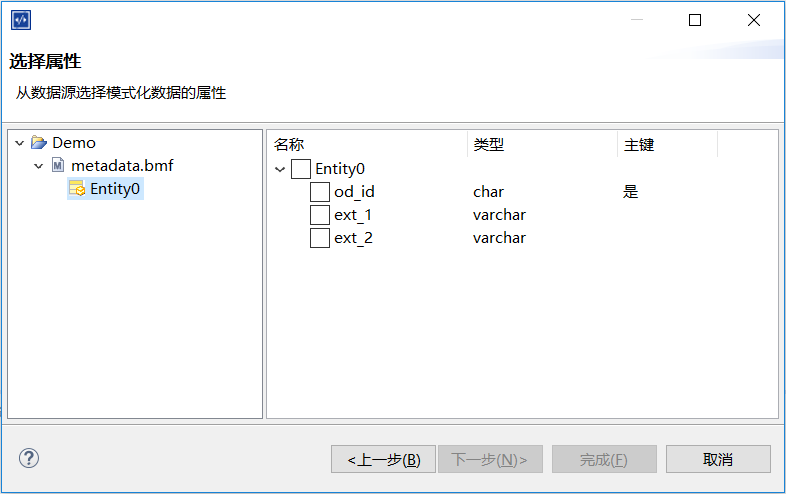 选择属性
从数据源选择模式化数据的属性
Demo
metadata.bmf
Entity0
名称 类型 主键
Entity0
od_id char 是
ext_1 varchar
ext_2 varchar
<上一步(B) 下一步(N)> 完成(F) 取消